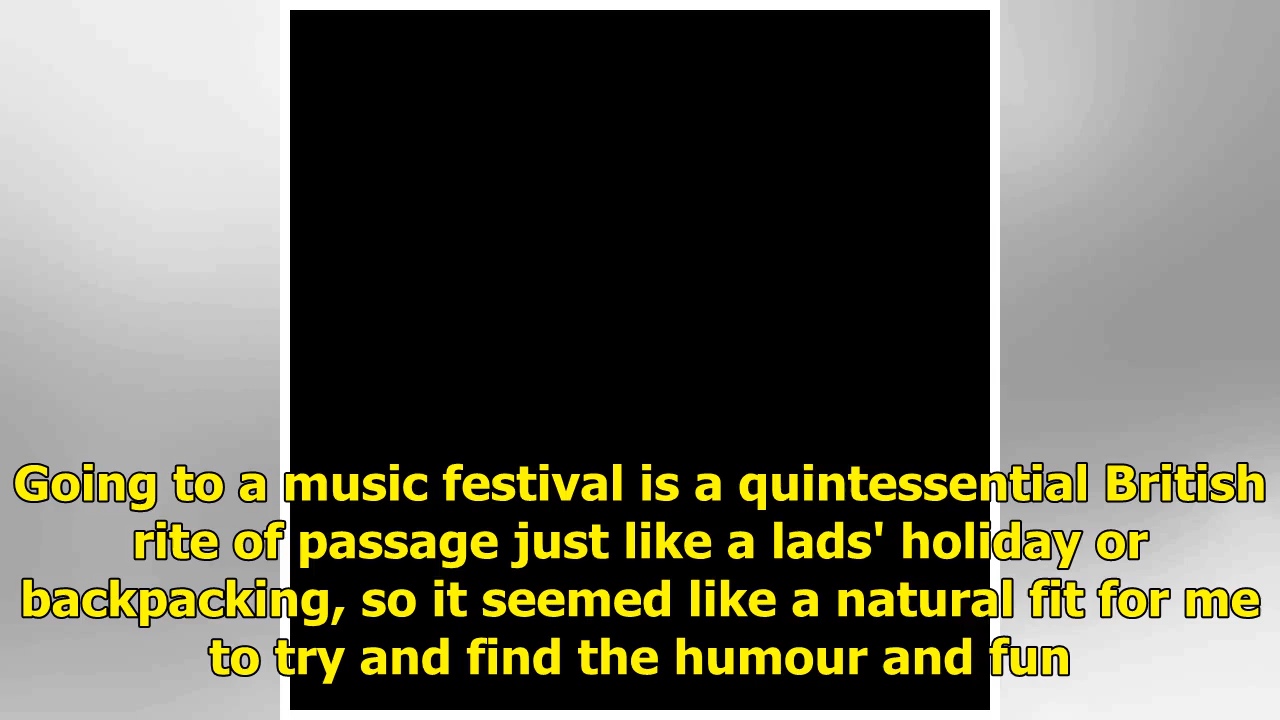 Going to a music festival is a quintessential British
rite of passage just like a lads' holiday or
backpacking, so it seemed like a natural fit for me
to try and find the humour and fun